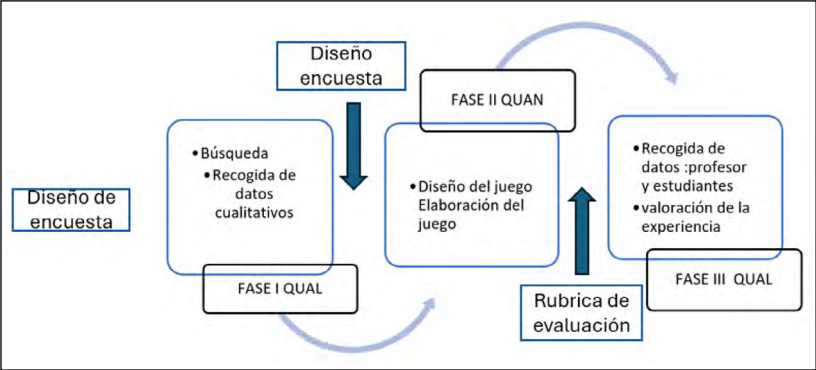 Diseño
encuesta
FASE II QUAN
Diseño de
encuesta
•Búsqueda
•Recogida de
datos
cualitativos
FASE I QUAL
•Diseño del juego
Elaboración del
juego
•Recogida de
datos :profesor
y estudiantes
•valoración de la
experiencia
FASE III QUAL
Rubrica de
evaluación